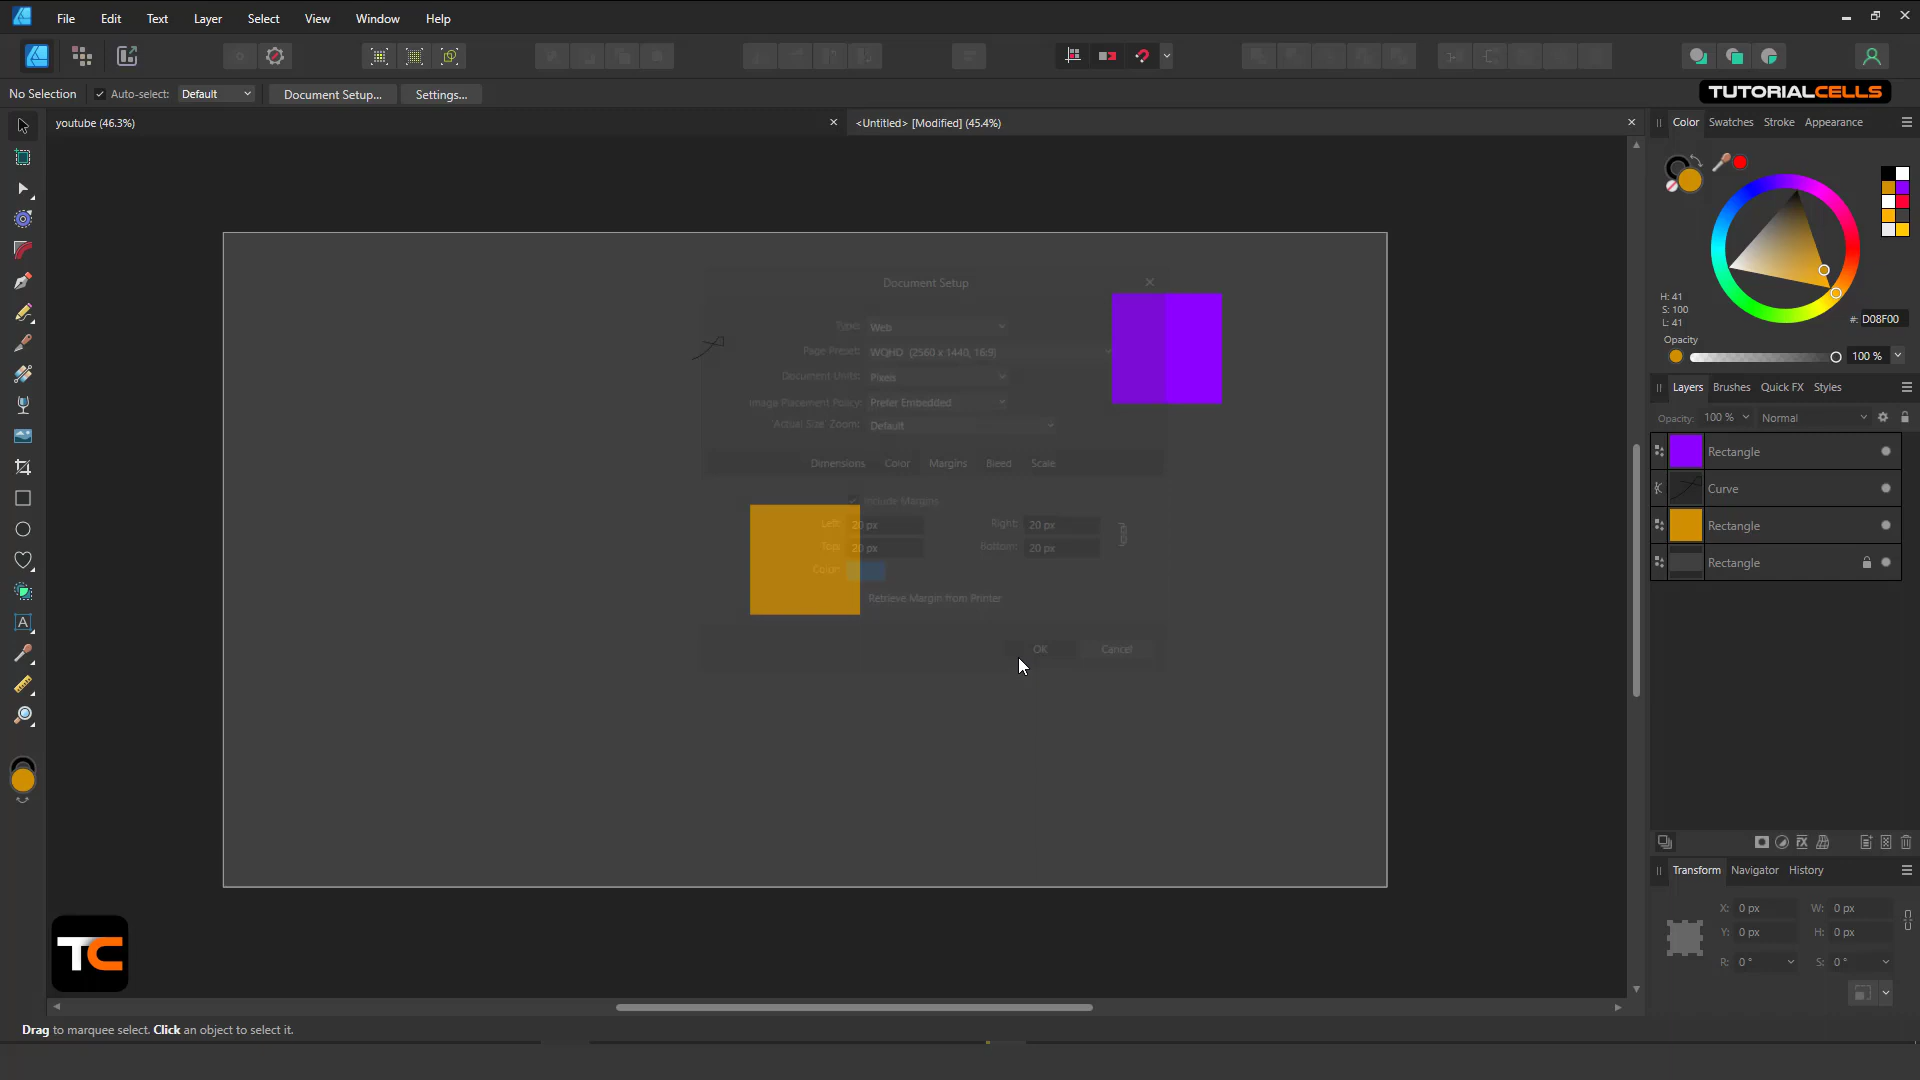 File Edit Text Layer Select View Window Help
No Selection Auto-select: Default Document Setup... Settings...
TUTORIALCELLS
youtube (46.3%)
<Untitled> [Modified] (45.4%)
Color Swatches Stroke Appearance
H: 41
S: 100
L: 41
#: D08F00
Opacity
100 %
Layers Brushes Quick FX Styles
Opacity: 100 % Normal
Rectangle
Curve
Rectangle
Rectangle
Document Setup
Type: Web
Page Preset: WQHD (2560 x 1440, 16:9)
Document Units: Pixels
Image Placement Policy: Prefer Embedded
Actual Size Zoom: Default
Dimensions Color Margins Bleed Scale
Include Margins
Left: 20 px Right: 20 px
Top: 20 px Bottom: 20 px
Color:
Retrieve Margin from Printer
OK Cancel
Transform Navigator History
X: 0 px W: 0 px
Y: 0 px H: 0 px
R: 0 ° S: 0 °
A
TC
Drag to marquee select. Click an object to select it.